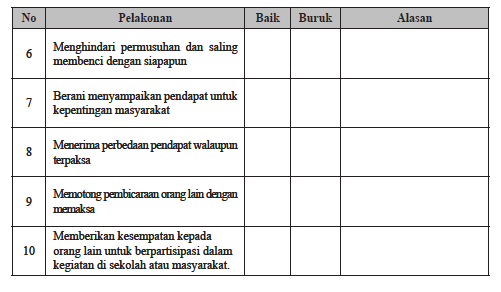 No Pelakonan Baik Buruk Alasan
6 Menghindari permusuhan dan saling
membenci dengan siapapun
7 Berani menyampaikan pendapat untuk
kepentingan masyarakat
8 Menerima perbedaan pendapat walaupun
terpaksa
9 Memotong pembicaraan orang lain dengan
memaksa
10 Memberikan kesempatan kepada
orang lain untuk berpartisipasi dalam
kegiatan di sekolah atau masyarakat.